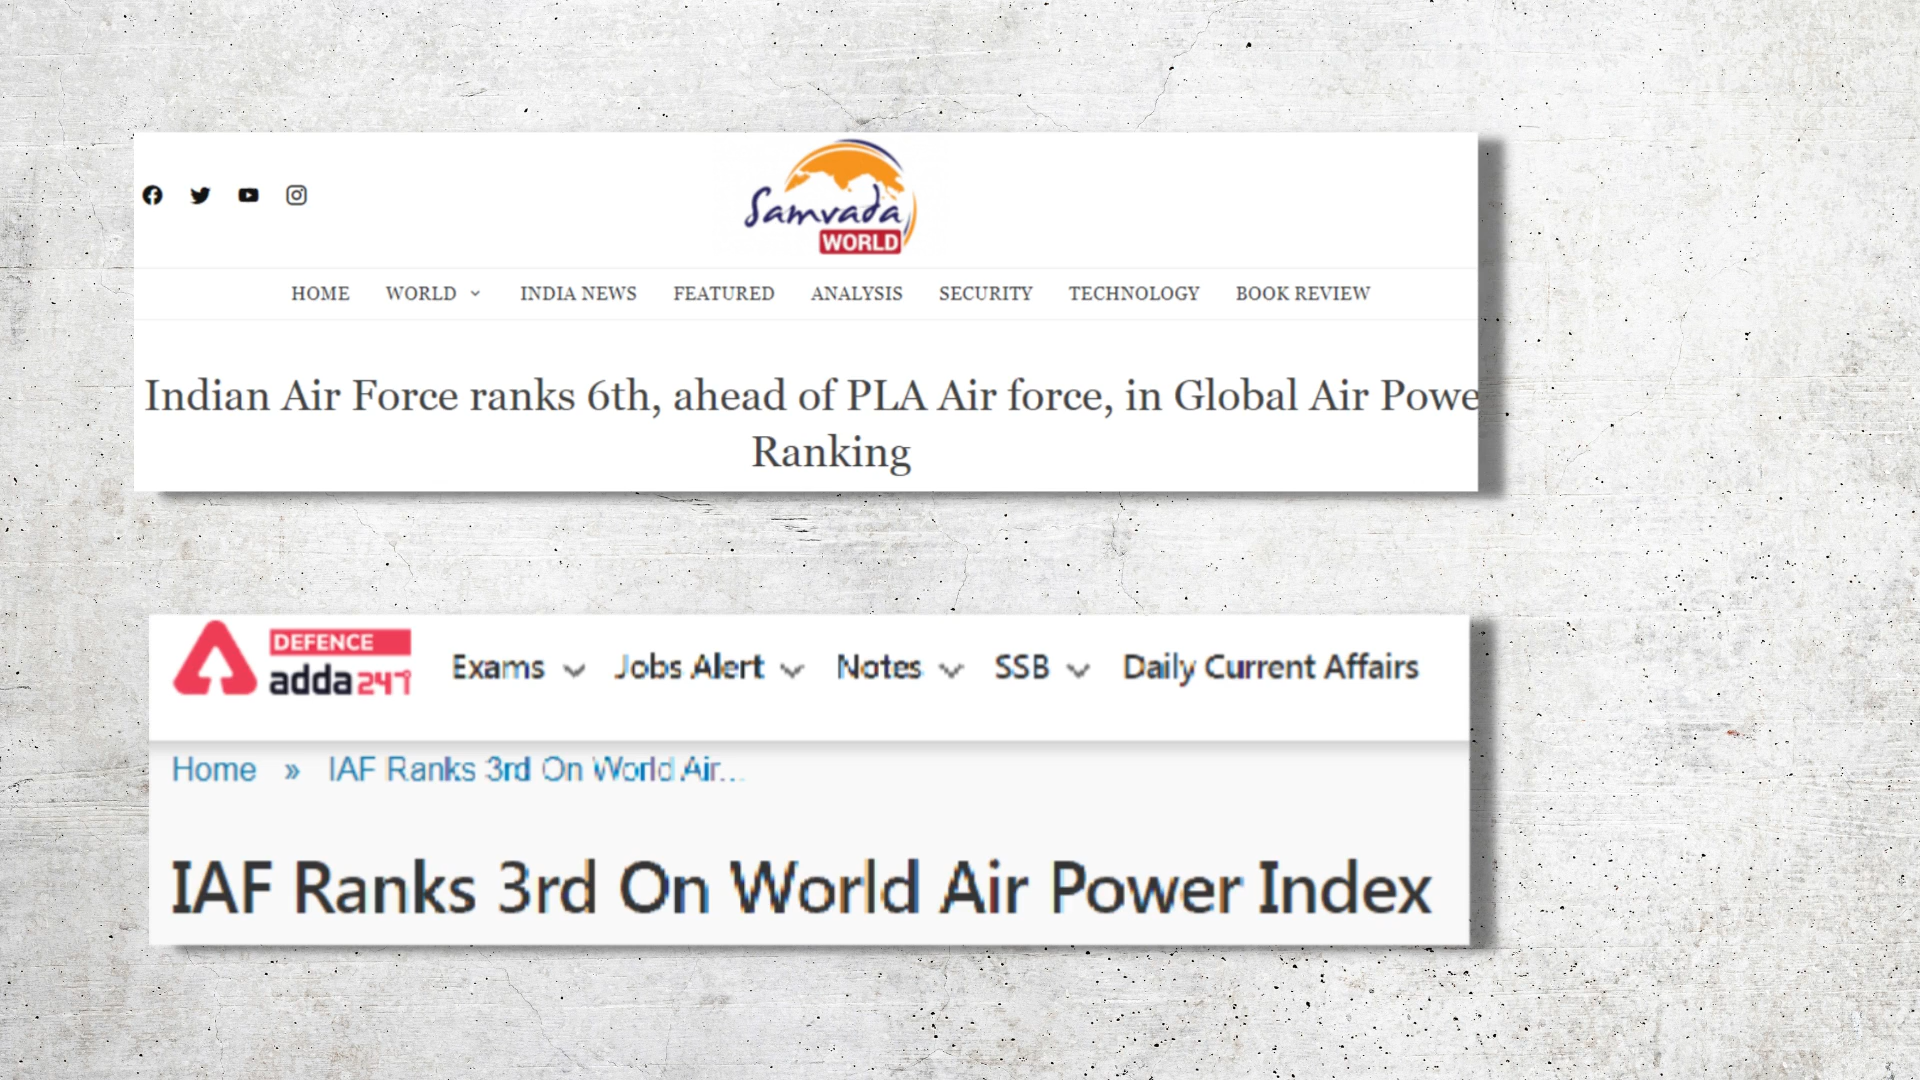 Samvada
WORLD
HOME WORLD INDIA NEWS FEATURED ANALYSIS SECURITY TECHNOLOGY BOOK REVIEW
Indian Air Force ranks 6th, ahead of PLA Air force, in Global Air Powe
Ranking
DEFENCE
adda247
Exams Jobs Alert Notes SSB Daily Current Affairs
Home » IAF Ranks 3rd On World Air...
IAF Ranks 3rd On World Air Power Index